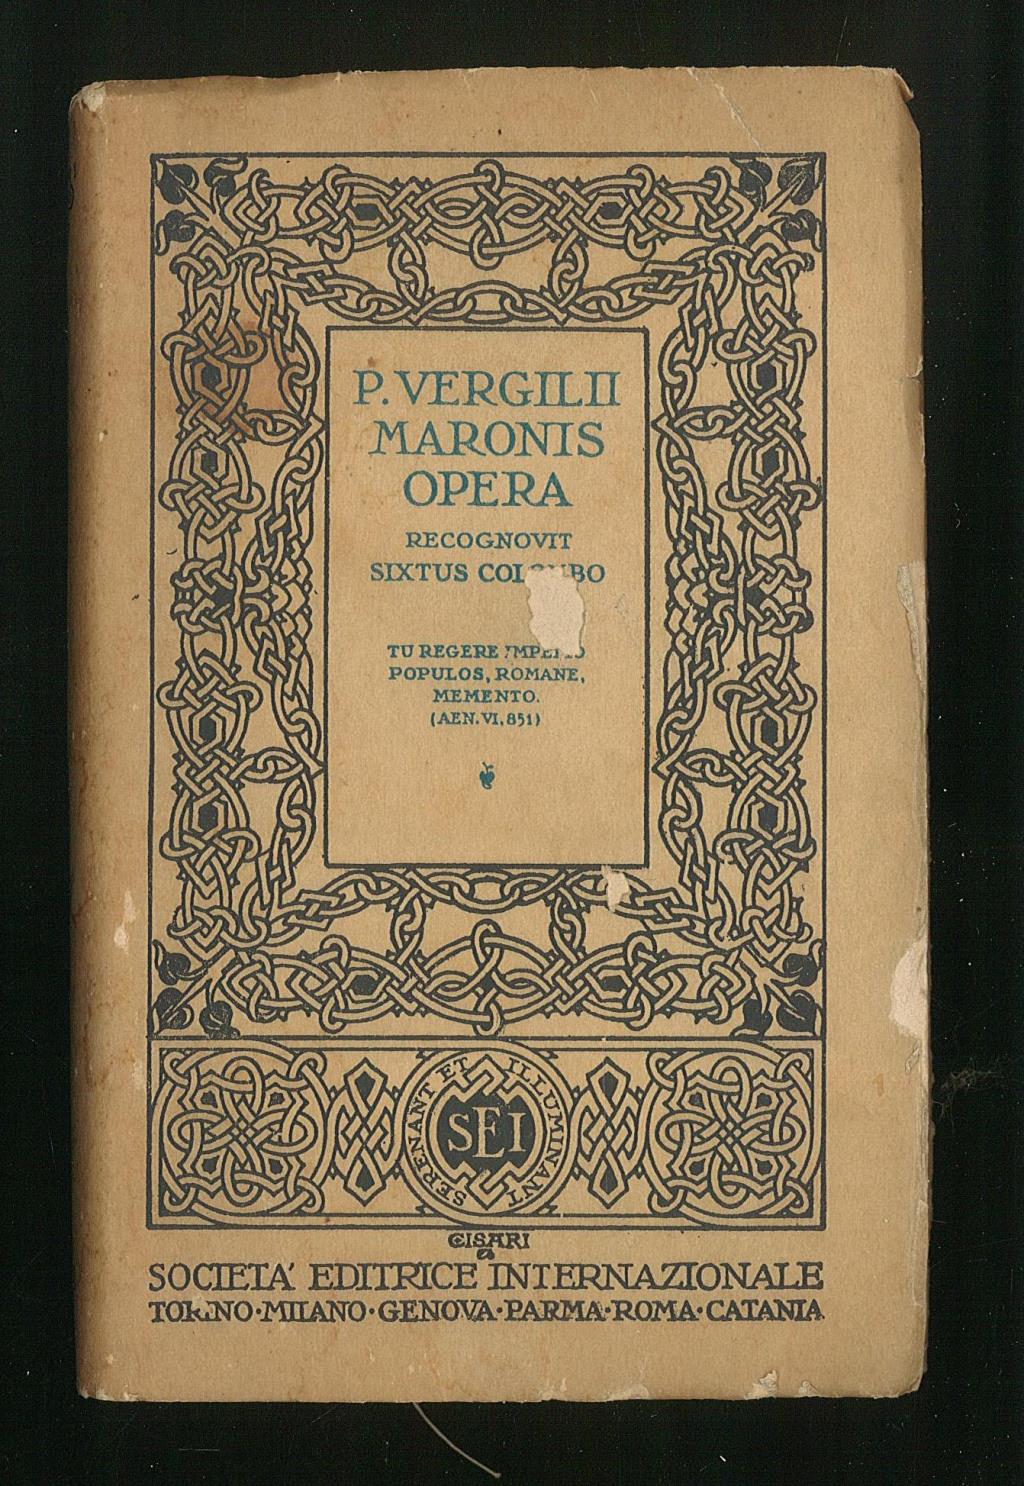 P. VERGILII
MARONIS
OPERA
RECOGNOVIT
SIXTUS
TU REGERE
POPULOS, ROMANE,
MEMENTO.
(AEN. VI, 851)
SERENANT ET ILLUMINANT
SEI
CISARI
SOCIETA' EDITRICE INTERNAZIONALE
TORINO·MILANO·GENOVA·PARMA·ROMA·CATANIA